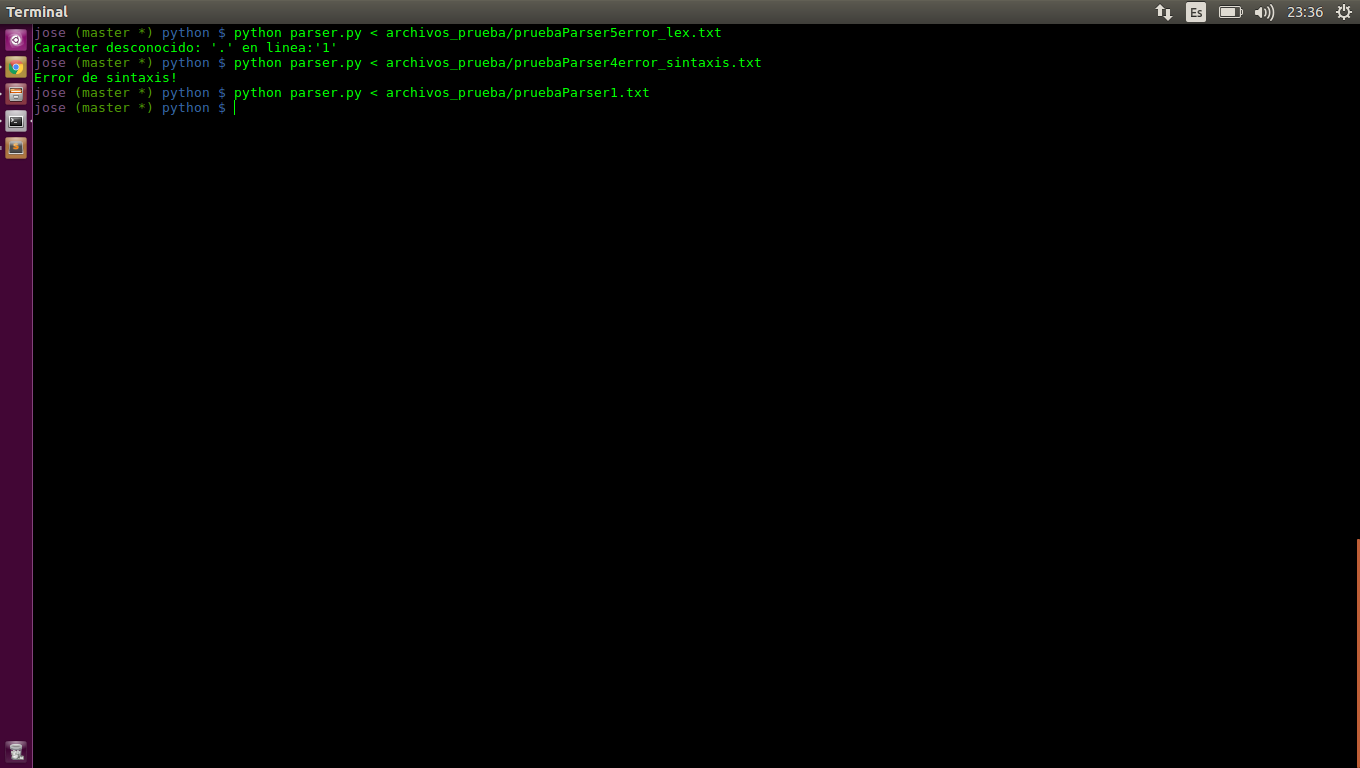 Terminal
Es
23:36
jose (master *) python $ python parser.py < archivos_prueba/pruebaParser5error_lex.txt
Caracter desconocido: '.' en linea:'1'
jose (master *) python $ python parser.py < archivos_prueba/pruebaParser4error_sintaxis.txt
Error de sintaxis!
jose (master *) python $ python parser.py < archivos_prueba/pruebaParser1.txt
jose (master *) python $